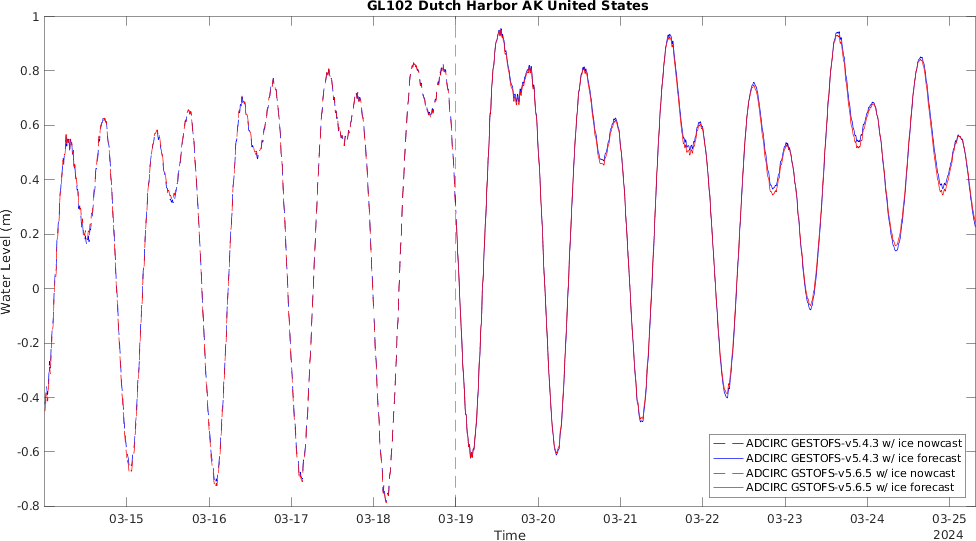 GL102 Dutch Harbor AK United States
1
0.8
0.6
0.4
0.2
0
-0.2
-0.4
-0.6
-0.8
Water Level (m)
ADCIRC GESTOFS-v5.4.3 w/ ice nowcast
ADCIRC GESTOFS-v5.4.3 w/ ice forecast
ADCIRC GSTOFS-v5.6.5 w/ ice nowcast
ADCIRC GSTOFS-v5.6.5 w/ ice forecast
03-15 03-16 03-17 03-18 03-19 03-20 03-21 03-22 03-23 03-24 03-25
Time
2024